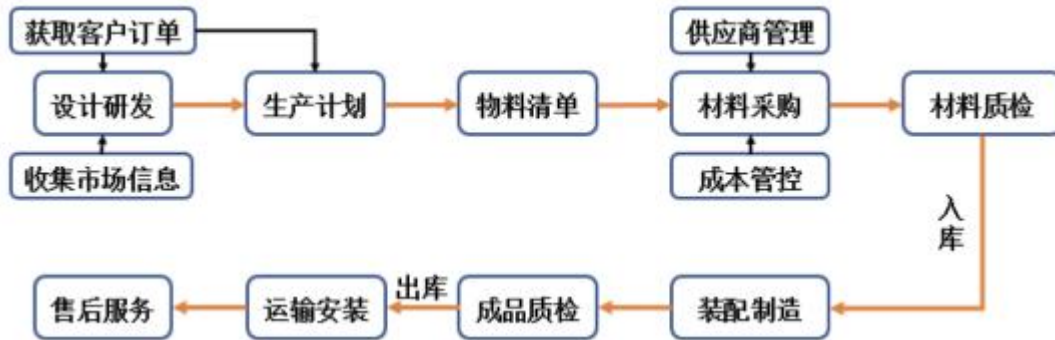 获取客户订单
供应商管理
设计研发
生产计划
物料清单
材料采购
材料质检
收集市场信息
成本管控
入库
售后服务
运输安装
出库
成品质检
装配制造